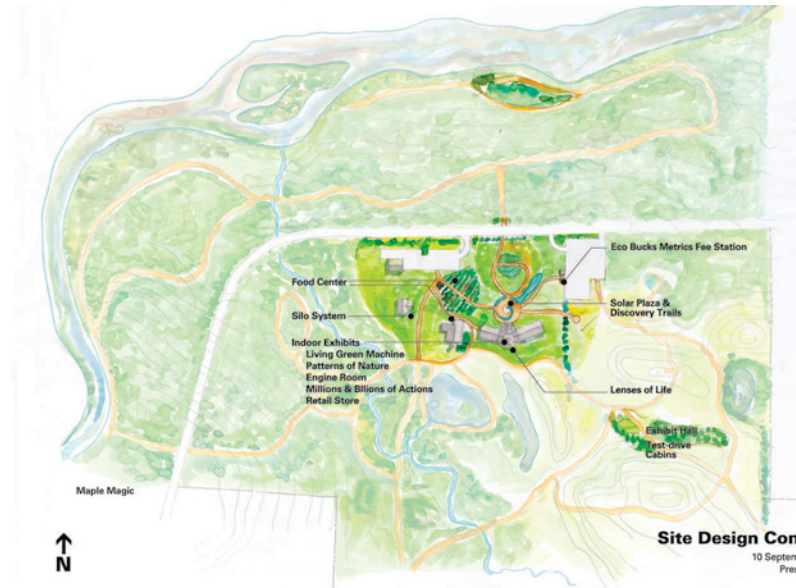 Eco Bucks Metrics Fee Station
Food Center
Solar Plaza &
Discovery Trails
Silo System
Indoor Exhibits
Living Green Machine
Patterns of Nature
Engine Room
Millions & Billions of Actions
Retail Store
Lenses of Life
Exhibit Hall
Test-drive
Cabins
Maple Magic
N
Site Design Con
10 Septem
Pres